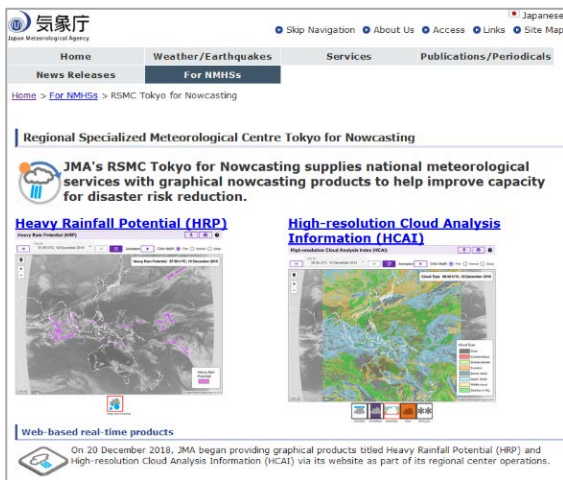 Japanese
気象庁
Japan Meteorological Agency
Skip Navigation About Us Access Links Site Map
Home Weather/Earthquakes Services Publications/Periodicals
News Releases For NMHSs
Home > For NMHSs > RSMC Tokyo for Nowcasting
Regional Specialized Meteorological Centre Tokyo for Nowcasting
JMA's RSMC Tokyo for Nowcasting supplies national meteorological
services with graphical nowcasting products to help improve capacity
for disaster risk reduction.
Heavy Rainfall Potential (HRP)
Heavy Rain Potential (HRP)
Heavy Rain
Potential
High-resolution Cloud Analysis
Information (HCAI)
High-resolution Cloud Analysis Index (HCAI)
Cloud Type
Web-based real-time products
On 20 December 2018, JMA began providing graphical products titled Heavy Rainfall Potential (HRP) and
High-resolution Cloud Analysis Information (HCAI) via its website as part of its regional center operations.